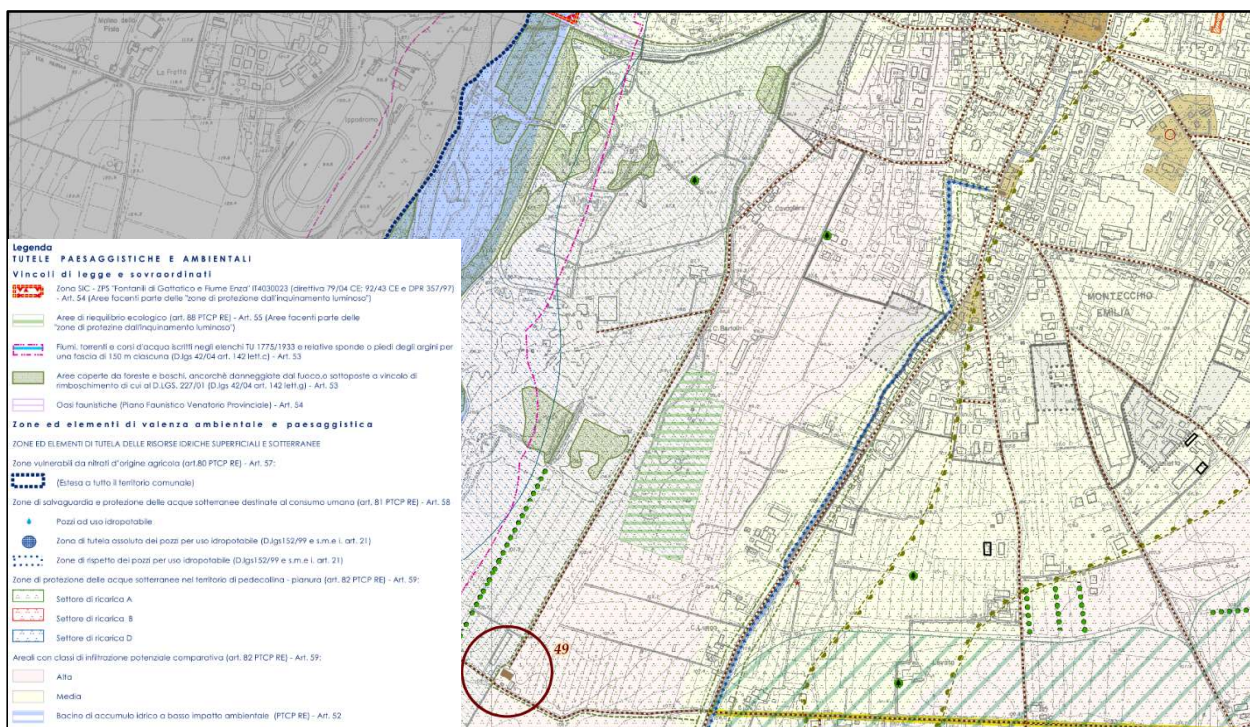 Molino della
Pista
La Fratta
Ippodromo
C. Casigliera
MONTECCHIO
EMILIA
49
Legenda
TUTELE PAESAGGISTICHE E AMBIENTALI
Vincoli di legge e sovraordinati
Zona SIC - ZPS "Fontanili di Gattatico e Fiume Enza" IT4030023 (direttiva 79/04 CE; 92/43 CE e DPR 357/97)
- Art. 54 (Aree facenti parte delle "zone di protezione dall'inquinamento luminoso")
Aree di riequilibrio ecologico (art. 88 PTCP RE) - Art. 55 (Aree facenti parte delle
"zone di protezine dall'inquinamento luminoso")
Fiumi, torrenti e corsi d'acqua iscritti negli elenchi TU 1775/1933 e relative sponde o piedi degli argini per
una fascia di 150 m ciascuna (D.lgs 42/04 art. 142 lett.c) - Art. 53
Aree coperte da foreste e boschi, ancorchè danneggiate dal fuoco,o sottoposte a vincolo di
rimboschimento di cui al D.LGS. 227/01 (D.lgs 42/04 art. 142 lett.g) - Art. 53
Oasi faunistiche (Piano Faunistico Venatorio Provinciale) - Art. 54
Zone ed elementi di valenza ambientale e paesaggistica
ZONE ED ELEMENTI DI TUTELA DELLE RISORSE IDRICHE SUPERFICIALI E SOTTERRANEE
Zone vulnerabili da nitrati d'origine agricola (art.80 PTCP RE) - Art. 57:
(Estesa a tutto il territorio comunale)
Zone di salvaguardia e protezione delle acque sotterranee destinate al consumo umano (art. 81 PTCP RE) - Art. 58
Pozzi ad uso idropotabile
Zona di tutela assoluta dei pozzi per uso idropotabile (D.lgs152/99 e s.m.e i. art. 21)
Zona di rispetto dei pozzi per uso idropotabile (D.lgs152/99 e s.m.e i. art. 21)
Zone di protezione delle acque sotterranee nel territorio di pedecollina - pianura (art. 82 PTCP RE) - Art. 59:
Settore di ricarica A
Settore di ricarica B
Settore di ricarica D
Areali con classi di infiltrazione potenziale comparativa (art. 82 PTCP RE) - Art. 59:
Alta
Media
Bacino di accumulo idrico a basso impatto ambientale (PTCP RE) - Art. 52